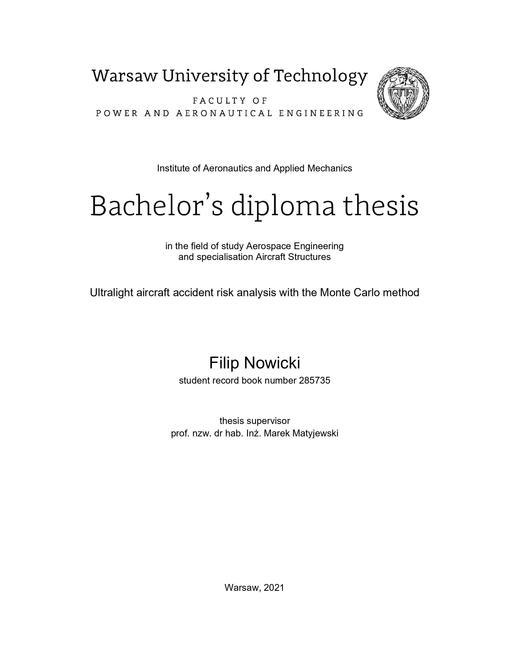 Warsaw University of Technology
FACULTY OF
POWER AND AERONAUTICAL ENGINEERING
Institute of Aeronautics and Applied Mechanics
Bachelor's diploma thesis
in the field of study Aerospace Engineering
and specialisation Aircraft Structures
Ultralight aircraft accident risk analysis with the Monte Carlo method
Filip Nowicki
student record book number 285735
thesis supervisor
prof. nzw. dr hab. Inż. Marek Matyjewski
Warsaw, 2021